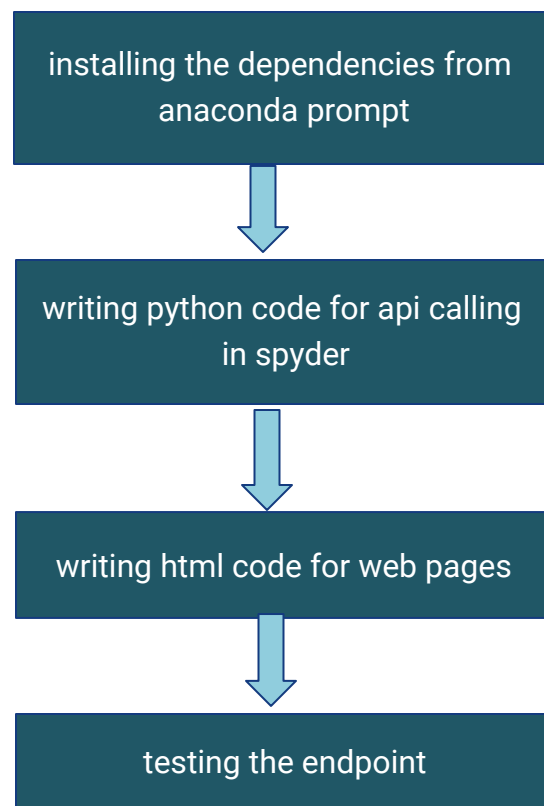 installing the dependencies from
anaconda prompt
writing python code for api calling
in spyder
writing html code for web pages
testing the endpoint